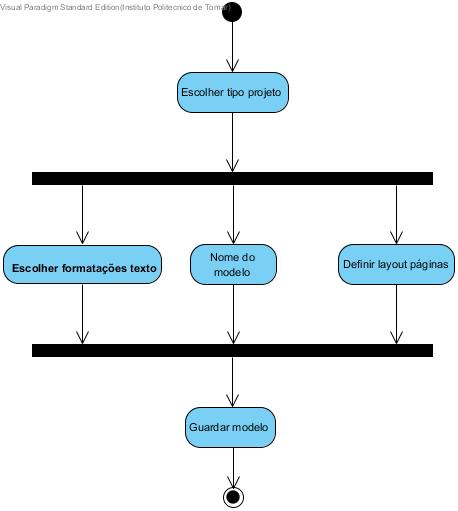 Visual Paradigm Standard Edition(Instituto Politecnico de Tomar)
Escolher tipo projeto
Escolher formatações texto
Nome do
modelo
Definir layout páginas
Guardar modelo